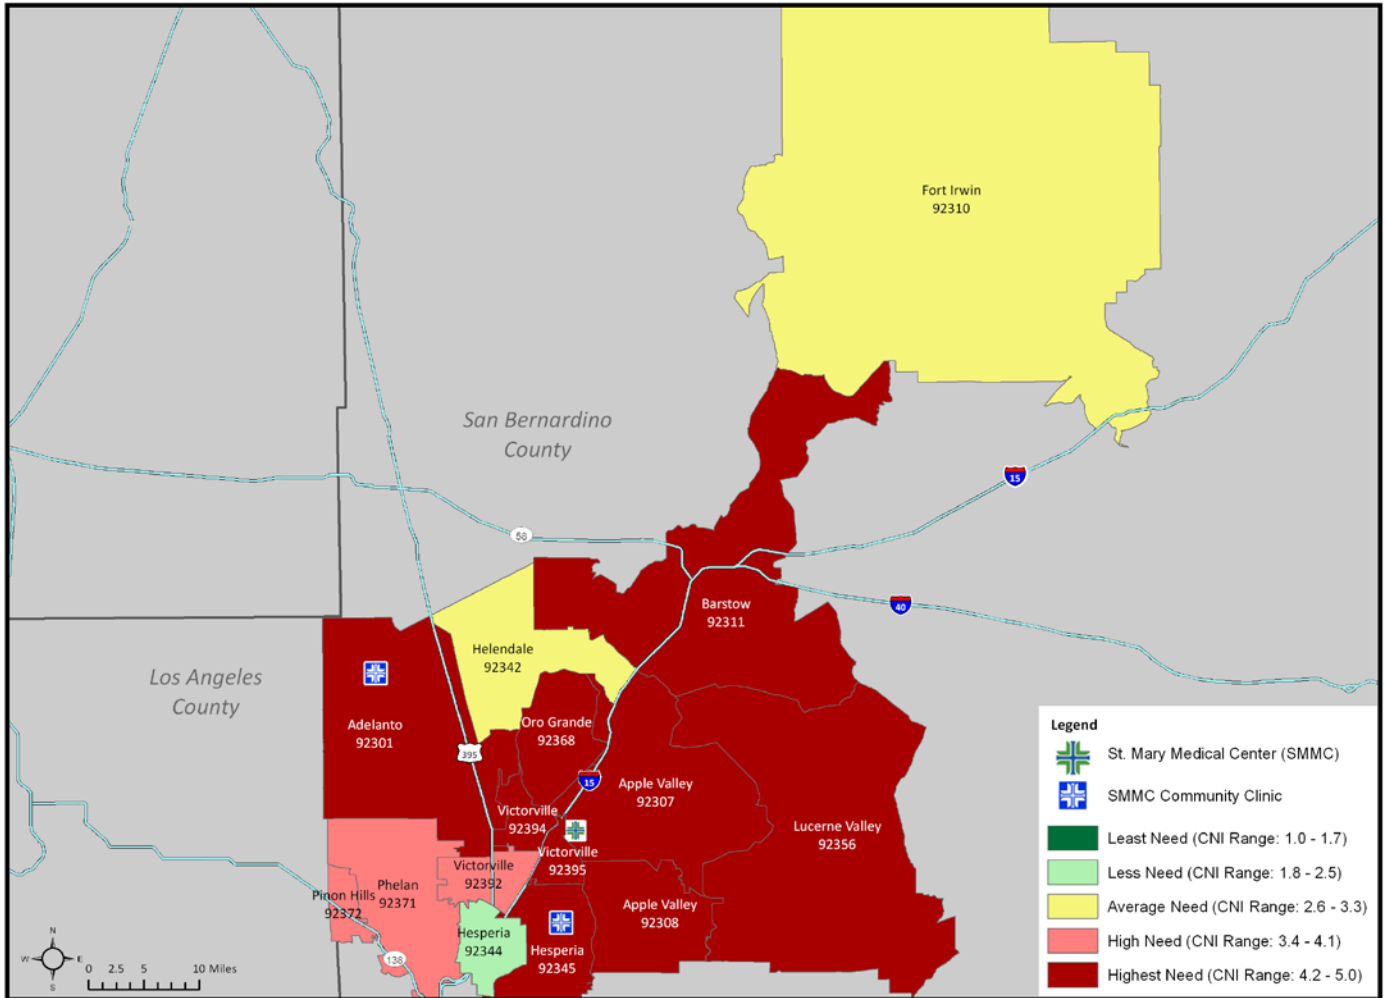 Fort Irwin
92310
San Bernardino
County
15
58
40
Barstow
92311
Helendale
92342
Los Angeles
County
Adelanto
92301
Oro Grande
92368
395
15
Apple Valley
92307
Victorville
92394
Lucerne Valley
92356
Victorville
92395
Victorville
92392
Phelan
92371
Pinon Hills
92372
Apple Valley
92308
Hesperia
92344
Hesperia
92345
138
N
W
E
S
0 2.5 5 10 Miles
Legend
St. Mary Medical Center (SMMC)
SMMC Community Clinic
Least Need (CNI Range: 1.0 - 1.7)
Less Need (CNI Range: 1.8 - 2.5)
Average Need (CNI Range: 2.6 - 3.3)
High Need (CNI Range: 3.4 - 4.1)
Highest Need (CNI Range: 4.2 - 5.0)